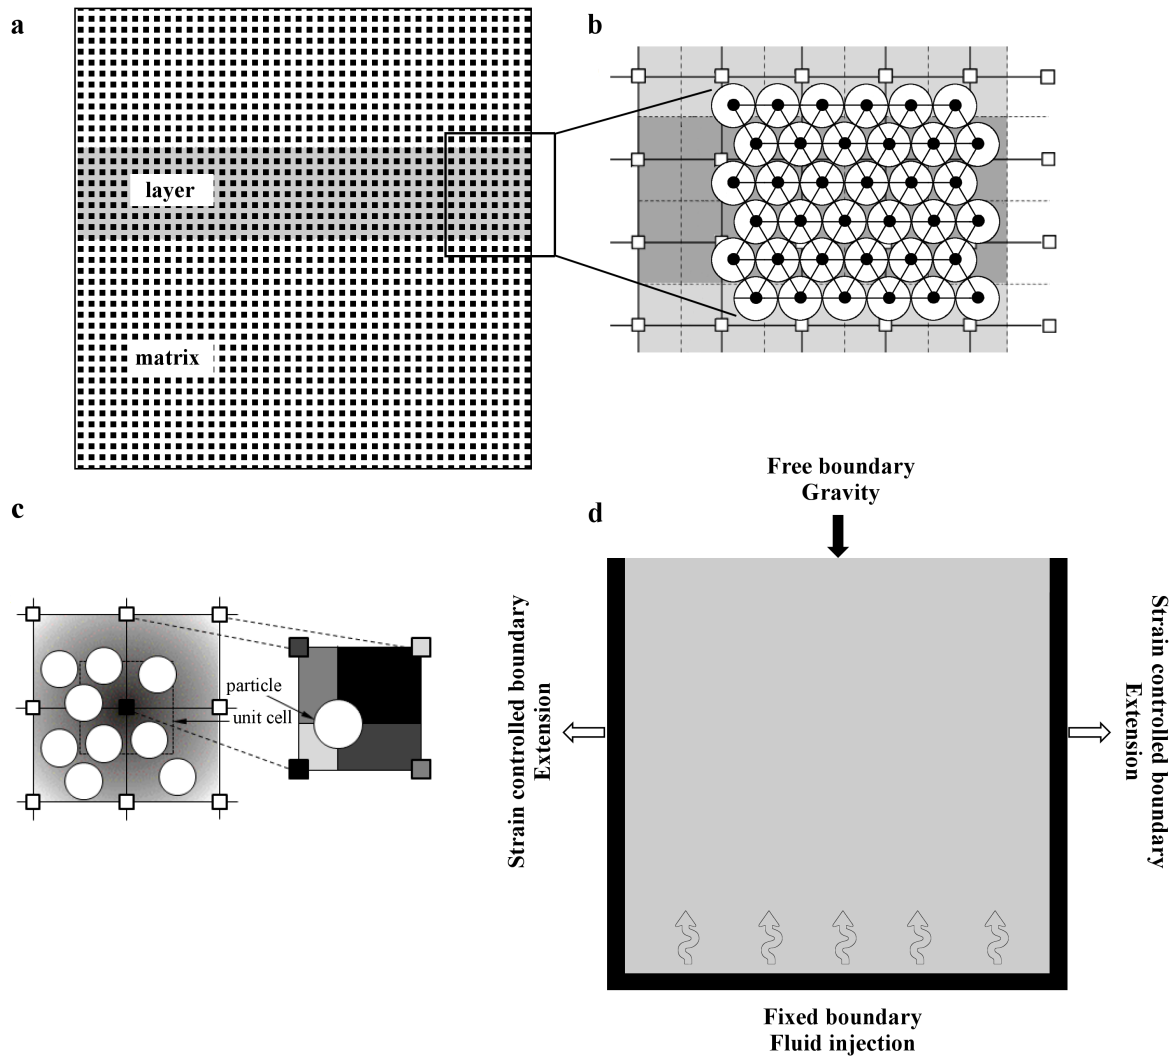 a
layer
matrix
b
c
particle
unit cell
d
Free boundary
Gravity
Strain controlled boundary
Extension
Strain controlled boundary
Extension
Fixed boundary
Fluid injection